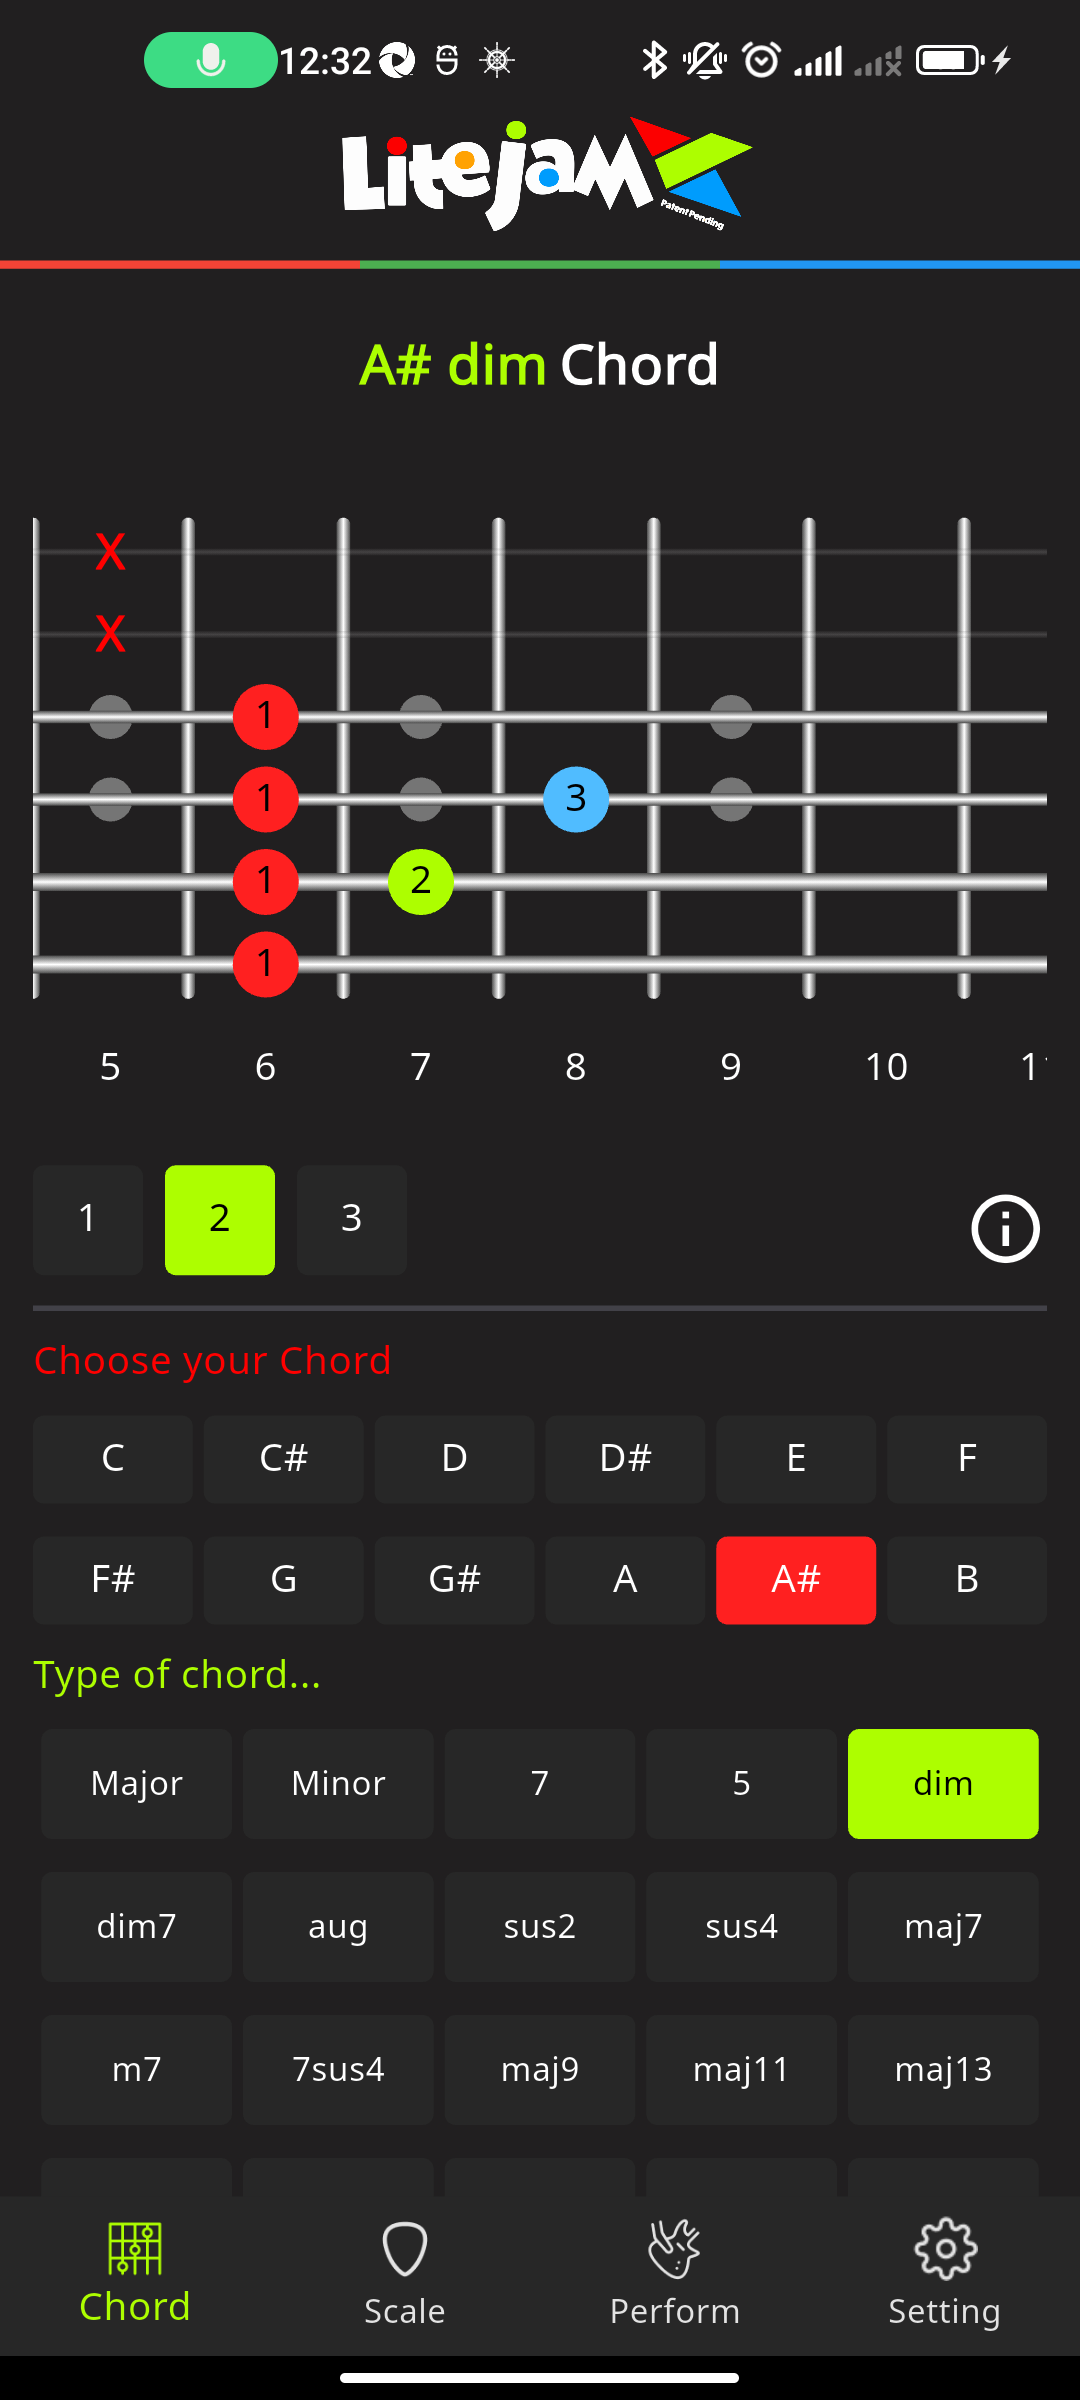 12:32
Litejam
Patent Pending
A# dim Chord
X
X
1
1 3
1 2
1
5 6 7 8 9 10
1 2 3
Choose your Chord
C C# D D# E F
F# G G# A A# B
Type of chord...
Major Minor 7 5 dim
dim7 aug sus2 sus4 maj7
m7 7sus4 maj9 maj11 maj13
Chord Scale Perform Setting